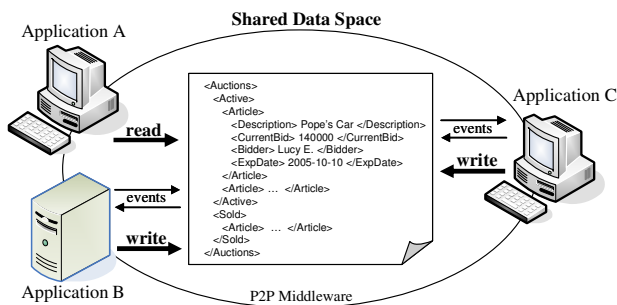 Shared Data Space
Application A
read
<Auctions>
<Active>
<Article>
<Description> Pope's Car </Description>
<CurrentBid> 140000 </CurrentBid>
<Bidder> Lucy E. </Bidder>
<ExpDate> 2005-10-10 </ExpDate>
</Article>
<Article> ... </Article>
</Active>
<Sold>
<Article> ... </Article>
</Sold>
</Auctions>
Application C
events
write
events
write
Application B
P2P Middleware